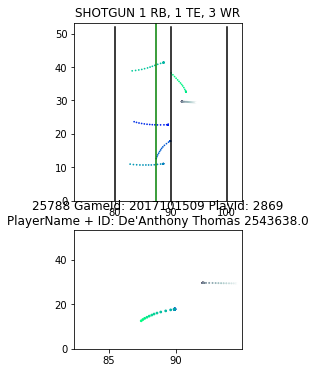 SHOTGUN 1 RB, 1 TE, 3 WR
50
40
30
20
10
0
80 90 100
25788 GameId: 2017101509 PlayId: 2869
PlayerName + ID: De'Anthony Thomas 2543638.0
40
20
0
85 90